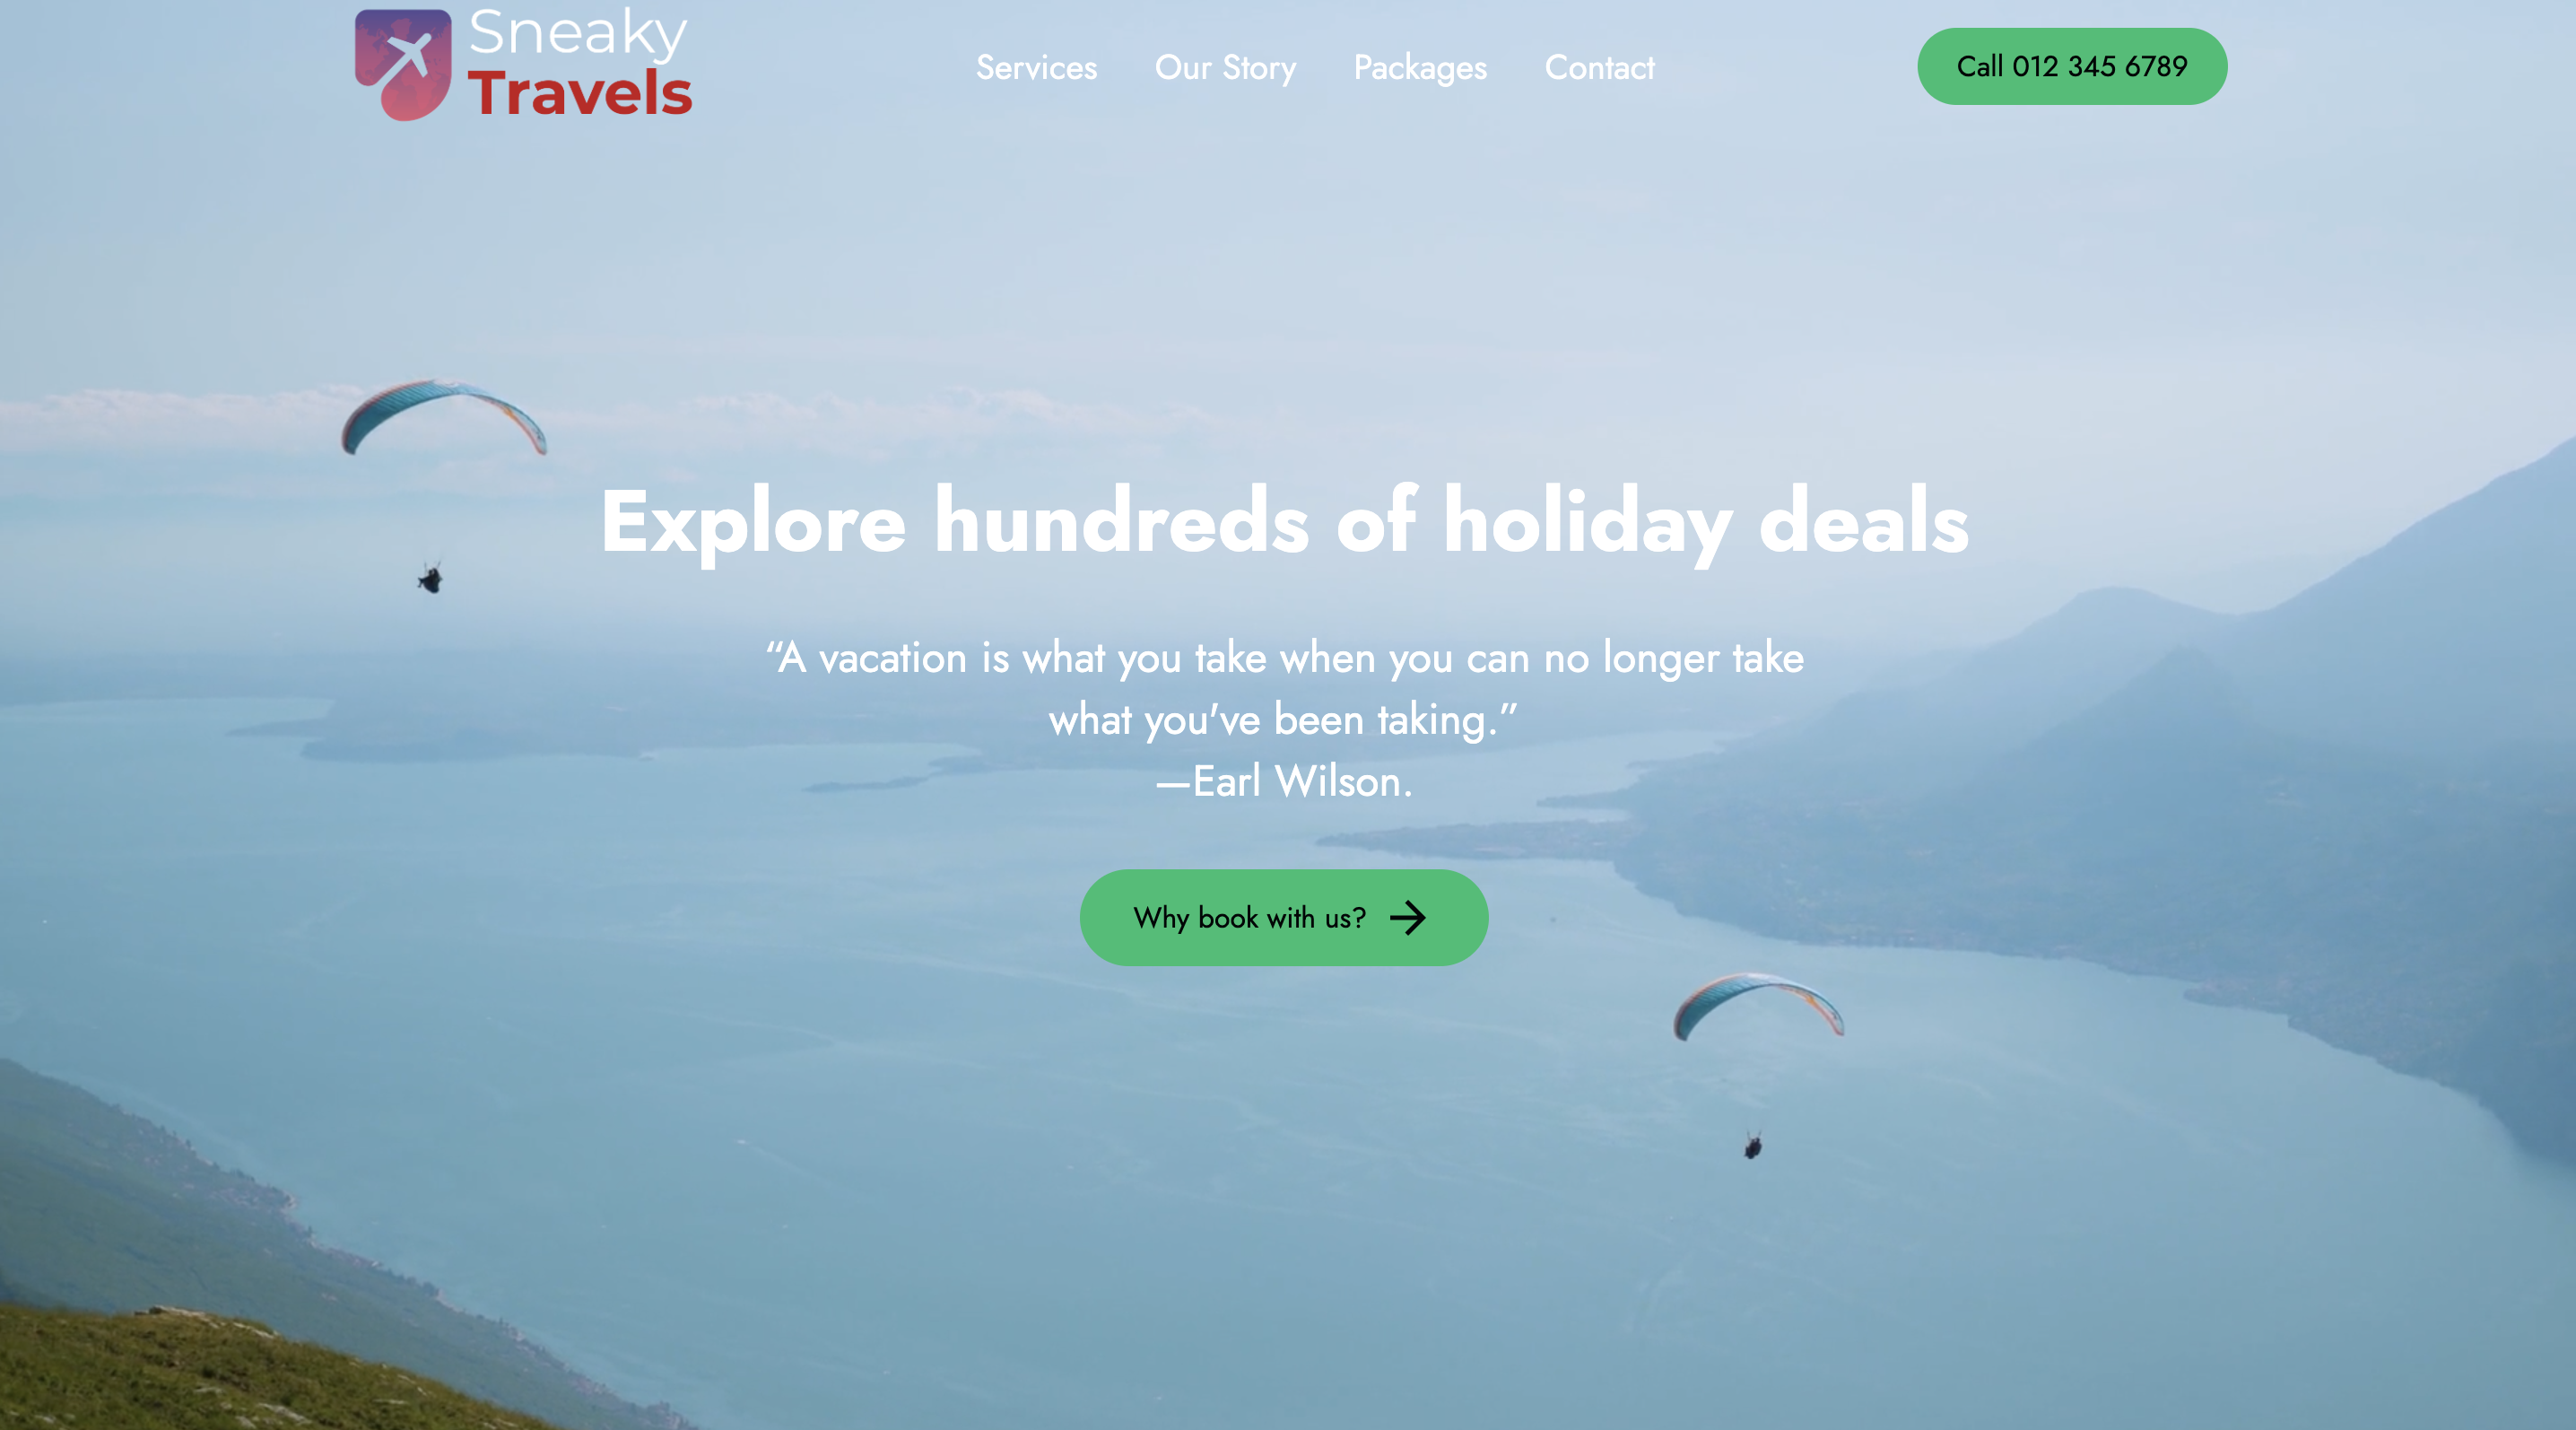 Sneaky
Travels
Services
Our Story
Packages
Contact
Call 012 345 6789
Explore hundreds of holiday deals
“A vacation is what you take when you can no longer take
what you've been taking.”
—Earl Wilson.
Why book with us?